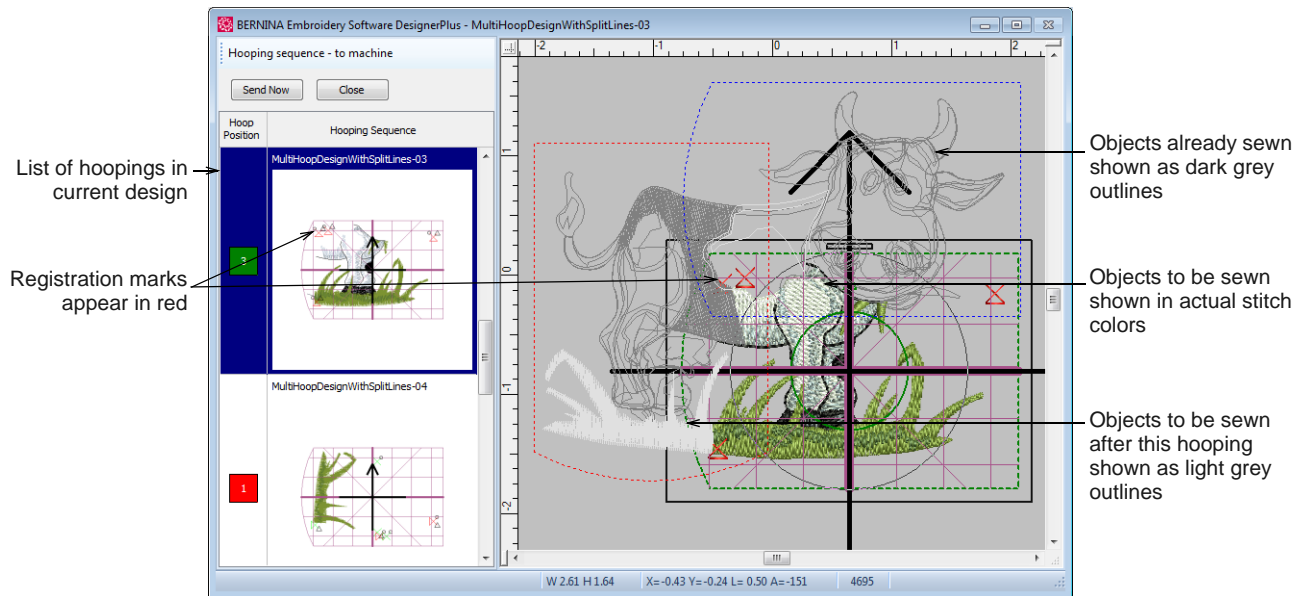 BERNINA Embroidery Software DesignerPlus - MultiHoopDesignWithSplitLines-03
Hooping sequence - to machine
Send Now
Close
Hoop
Position
Hooping Sequence
MultiHoopDesignWithSplitLines-03
3
MultiHoopDesignWithSplitLines-04
1
-2
-1
0
1
2
1
0
-1
-2
W 2.61 H 1.64
X=-0.43 Y=-0.24 L= 0.50 A=-151
4695
List of hoopings in
current design
Registration marks
appear in red
Objects already sewn
shown as dark grey
outlines
Objects to be sewn
shown in actual stitch
colors
Objects to be sewn
after this hooping
shown as light grey
outlines